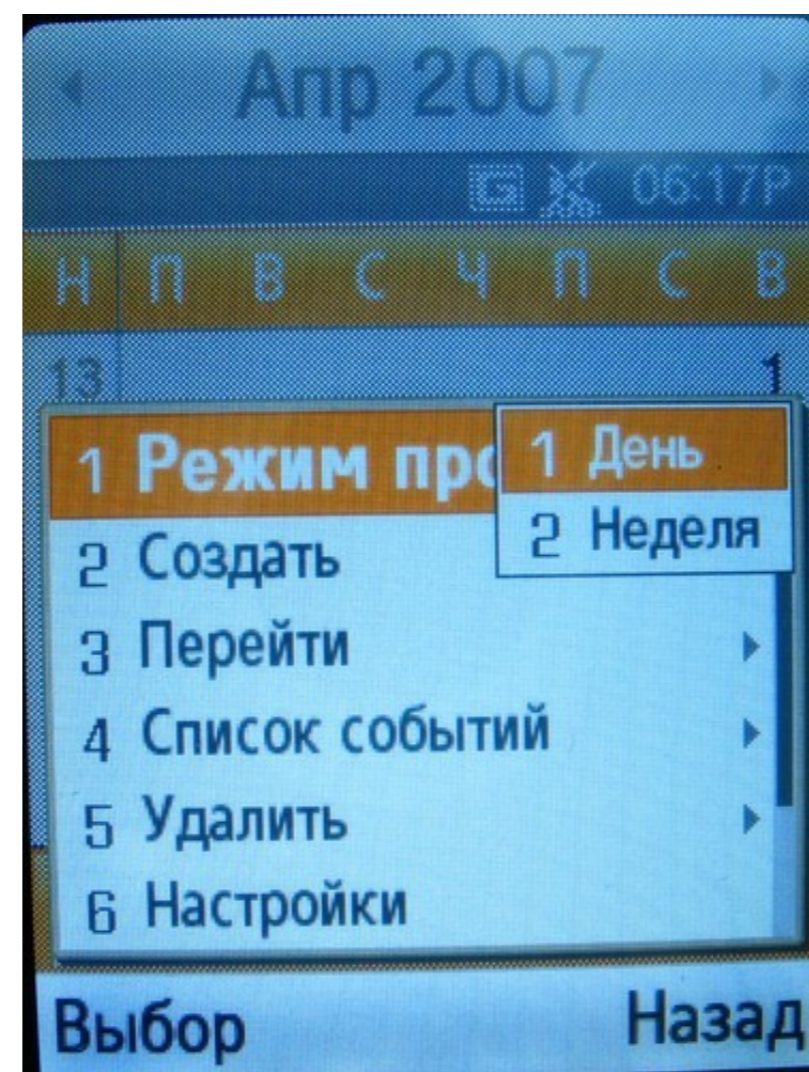 Апр 2007
06:17P
Н П В С Ч П С В
13 1
1 Режим про
1 День
2 Неделя
2 Создать
3 Перейти
4 Список событий
5 Удалить
6 Настройки
Выбор Назад